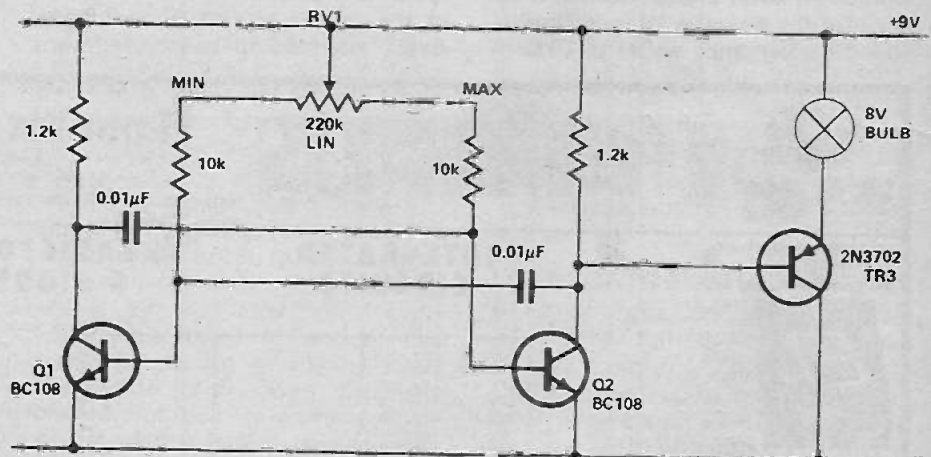 RV1
+9V
MIN
MAX
1.2k
220k
LIN
10k
10k
1.2k
8V
BULB
0.01µF
0.01µF
2N3702
TR3
Q1
BC108
Q2
BC108